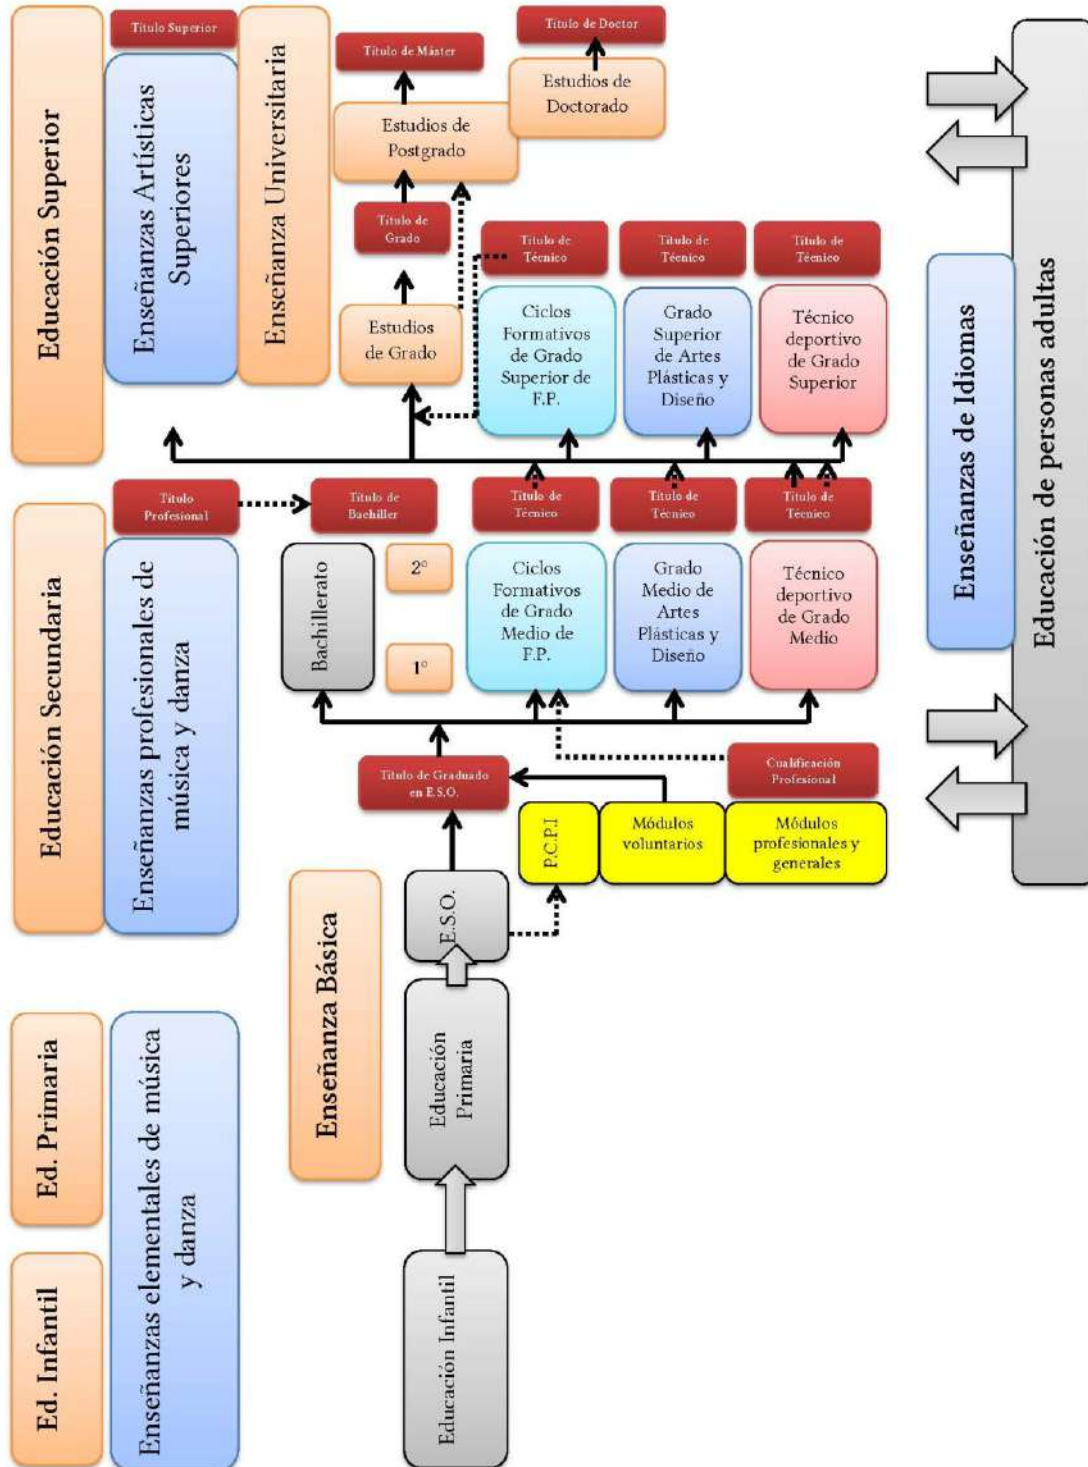 Educación Superior
Título Superior
Enseñanzas Artísticas
Superiores
Enseñanza Universitaria
Título de Máster
Título de Doctor
Estudios de
Postgrado
Estudios de
Doctorado
Título de
Grado
Estudios
de Grado
Título de
Técnico
Título de
Técnico
Título de
Técnico
Ciclos
Formativos
de Grado
Superior de
F.P.
Grado
Superior
de Artes
Plásticas y
Diseño
Técnico
deportivo
de Grado
Superior
Educación Secundaria
Título
Profesional
Enseñanzas profesionales de
música y danza
Título de
Bachiller
Bachillerato
2º
1º
Título de
Técnico
Título de
Técnico
Título de
Técnico
Ciclos
Formativos
de Grado
Medio de
F.P.
Grado
Medio de
Artes
Plásticas y
Diseño
Técnico
deportivo
de Grado
Medio
Título de Graduado
en E.S.O.
Cualificación
Profesional
P.C.P.I
Módulos
voluntarios
Módulos
profesionales y
generales
E.S.O.
Enseñanza Básica
Educación
Primaria
Educación Infantil
Ed. Primaria
Ed. Infantil
Enseñanzas elementales de música
y danza
Enseñanzas de Idiomas
Educación de personas adultas